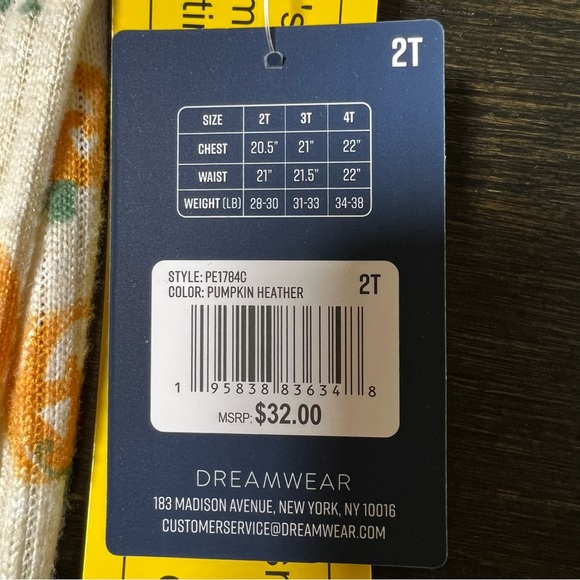 2T
SIZE 2T 3T 4T
CHEST 20.5" 21" 22"
WAIST 21" 21.5" 22"
WEIGHT (LB) 28-30 31-33 34-38
STYLE: PE1784C
COLOR: PUMPKIN HEATHER 2T
1 95838 83634 8
MSRP: $32.00
DREAMWEAR
183 MADISON AVENUE, NEW YORK, NY 10016
CUSTOMERSERVICE@DREAMWEAR.COM